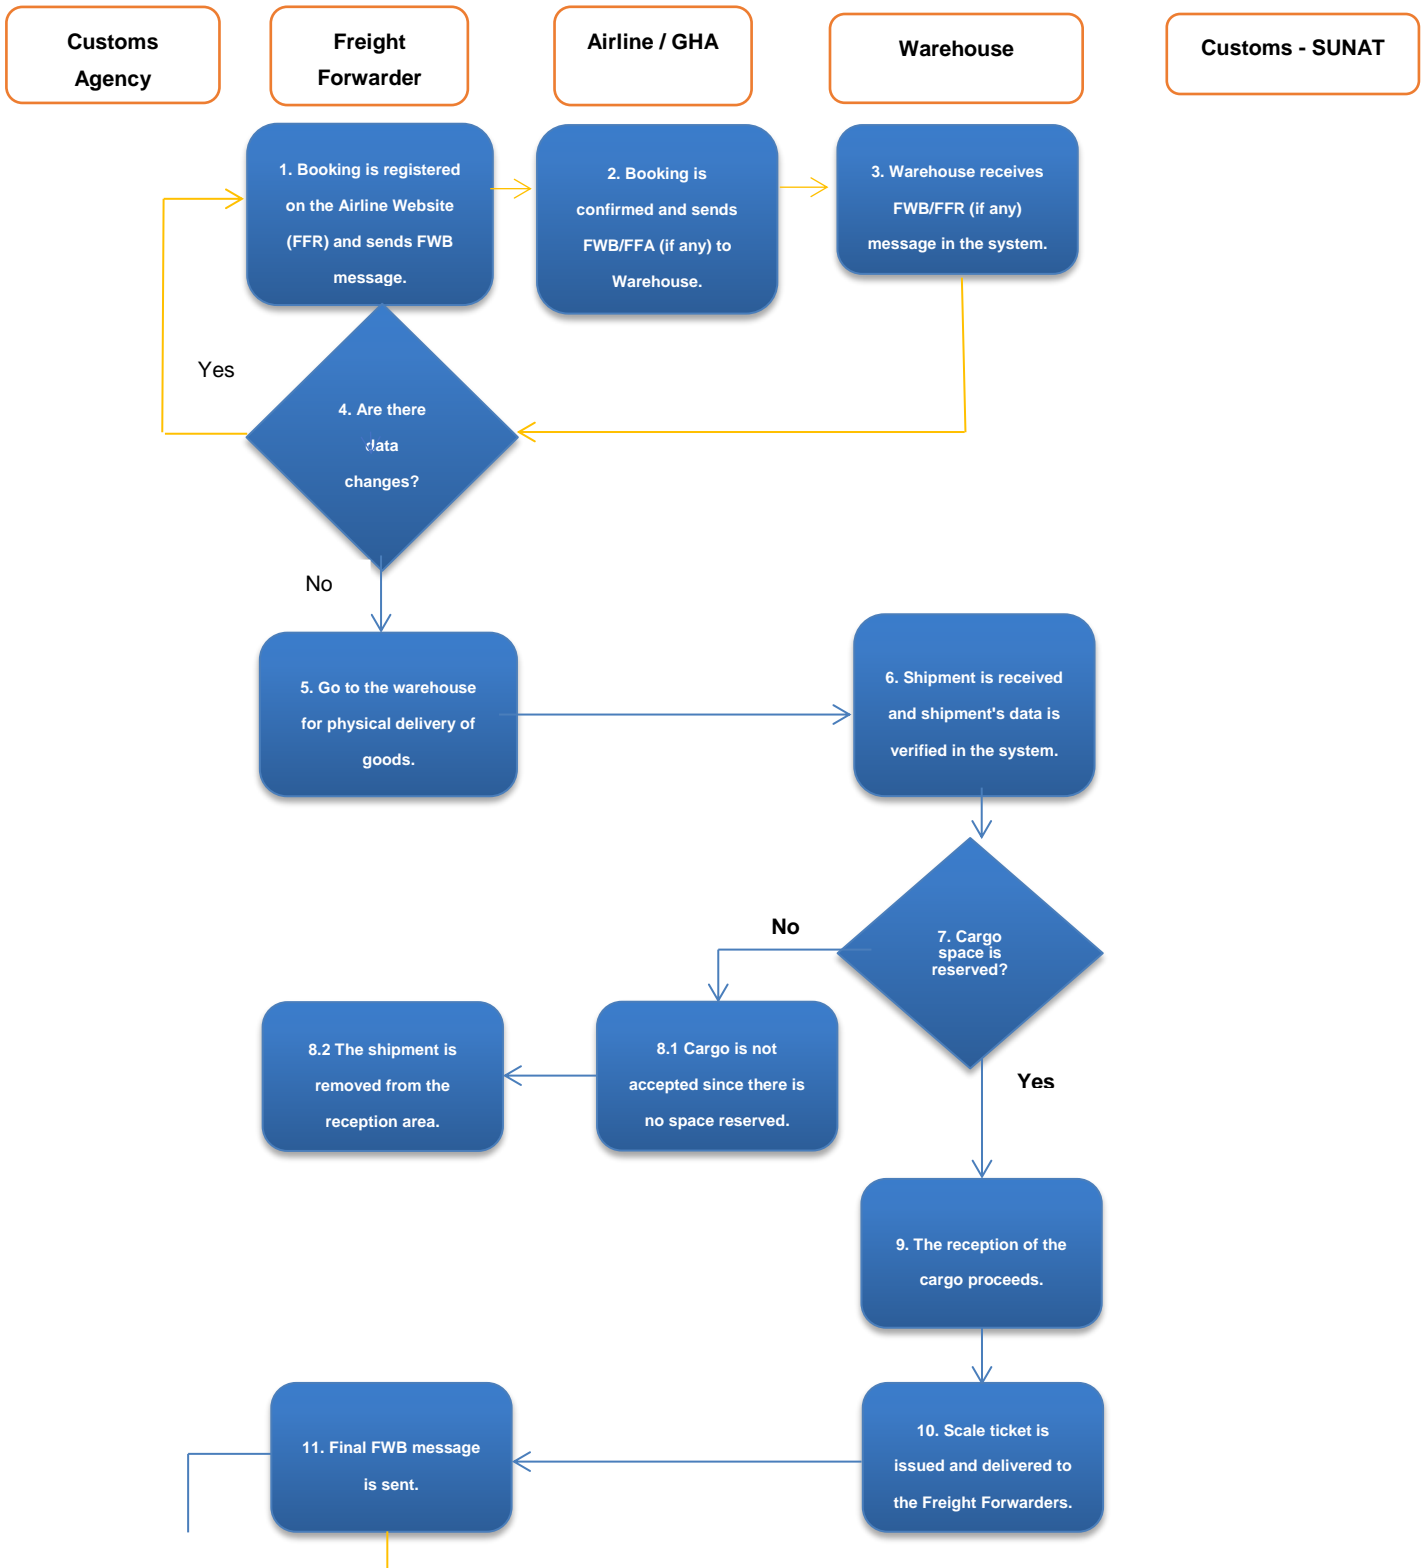 Customs
Agency
Freight
Forwarder
Airline / GHA
Warehouse
Customs - SUNAT
1. Booking is registered
on the Airline Website
(FFR) and sends FWB
message.
2. Booking is
confirmed and sends
FWB/FFA (if any) to
Warehouse.
3. Warehouse receives
FWB/FFR (if any)
message in the system.
Yes
4. Are there
data
changes?
No
5. Go to the warehouse
for physical delivery of
goods.
6. Shipment is received
and shipment's data is
verified in the system.
No
7. Cargo
space is
reserved?
8.2 The shipment is
removed from the
reception area.
8.1 Cargo is not
accepted since there is
no space reserved.
Yes
9. The reception of the
cargo proceeds.
11. Final FWB message
is sent.
10. Scale ticket is
issued and delivered to
the Freight Forwarders.